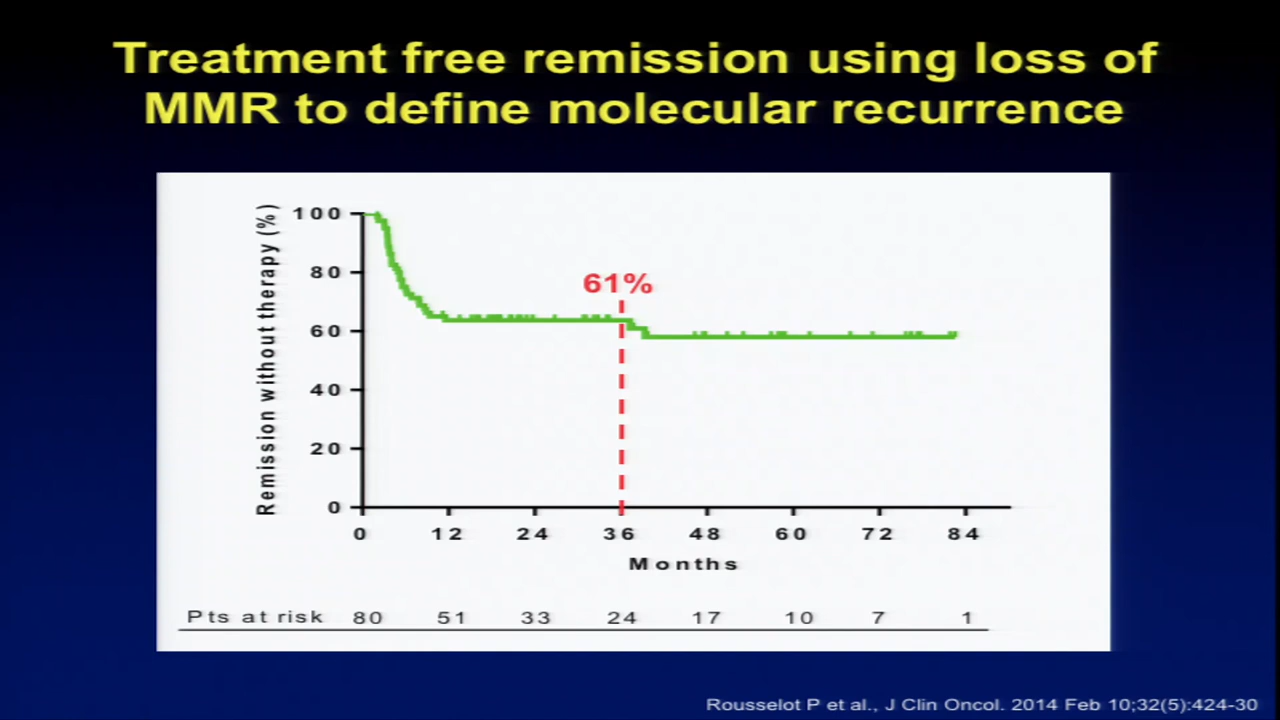 Treatment free remission using loss of
MMR to define molecular recurrence
Remission without therapy (%)
100
80
60
40
20
0
61%
0 12 24 36 48 60 72 84
Months
Pts at risk 80 51 33 24 17 10 7 1
Rousselot P et al., J Clin Oncol. 2014 Feb 10;32(5):424-30